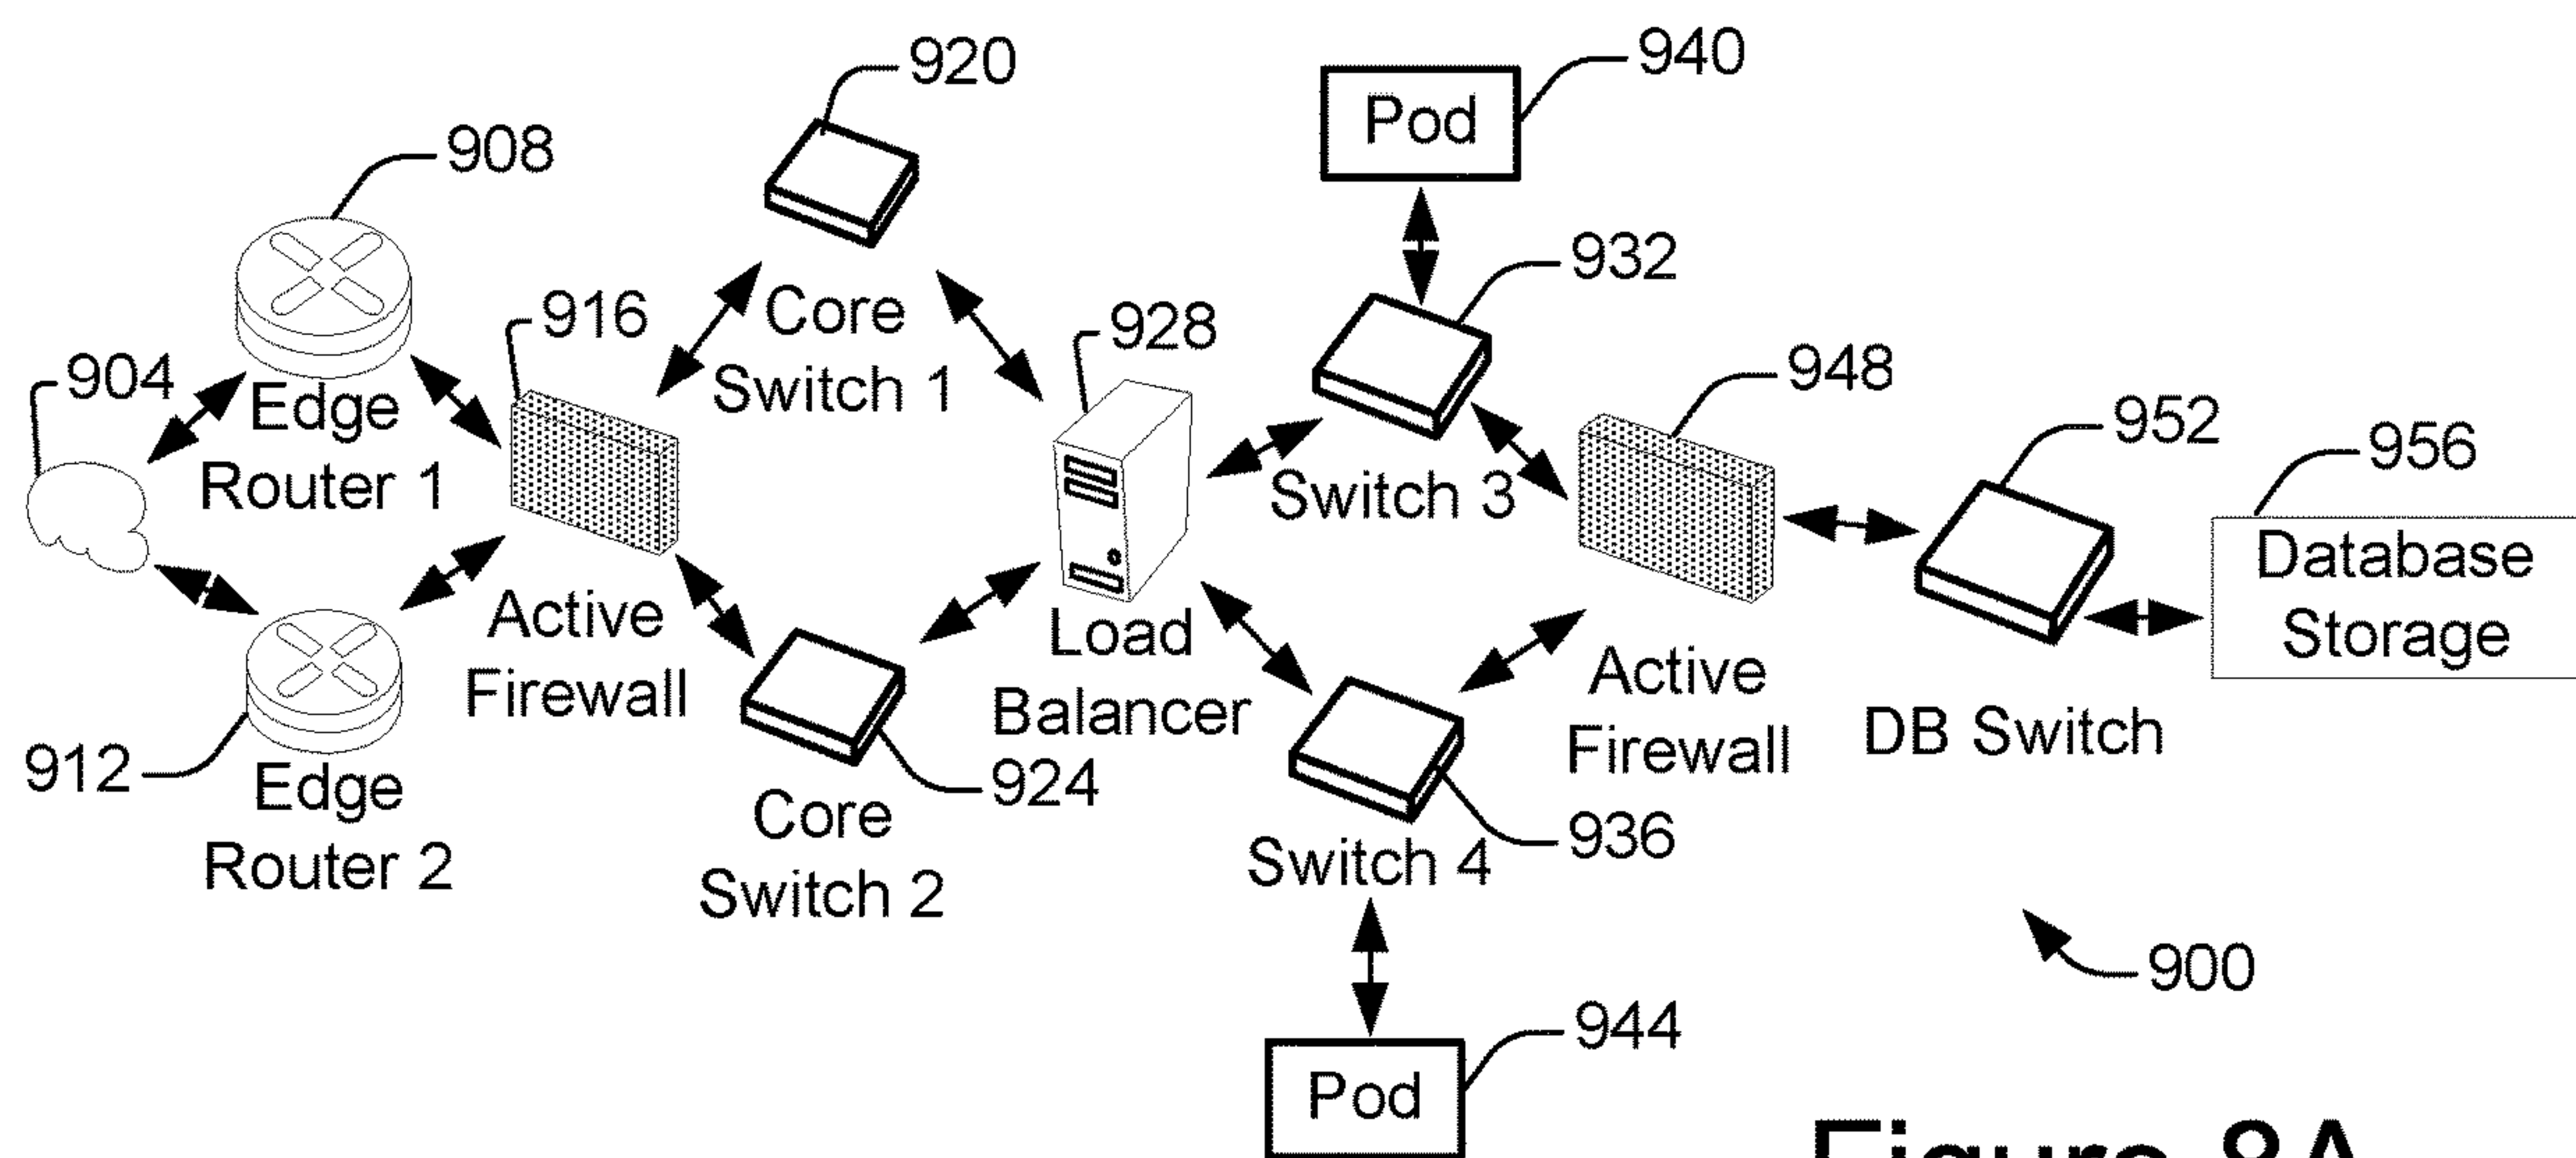 920
940
Pod
908
932
916
Core
Switch 1
928
948
904
Edge
Router 1
Switch 3
952
956
Database
Storage
Active
Firewall
Load
Balancer
Active
Firewall
DB Switch
912
Edge
Router 2
924
Core
Switch 2
936
Switch 4
900
944
Pod
Figure 8A